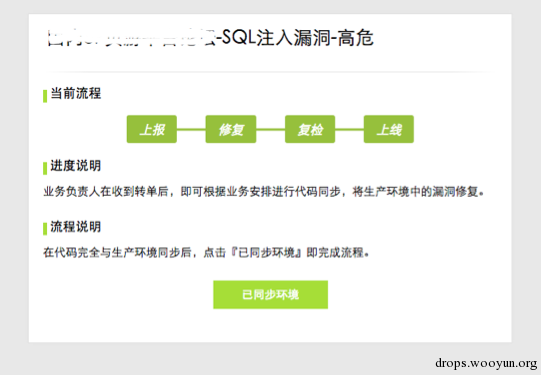 -SQL注入漏洞-高危
当前流程
上报 修复 复检 上线
进度说明
业务负责人在收到转单后，即可根据业务安排进行代码同步，将生产环境中的漏洞修复。
流程说明
在代码完全与生产环境同步后，点击『已同步环境』即完成流程。
已同步环境
drops.wooyun.org